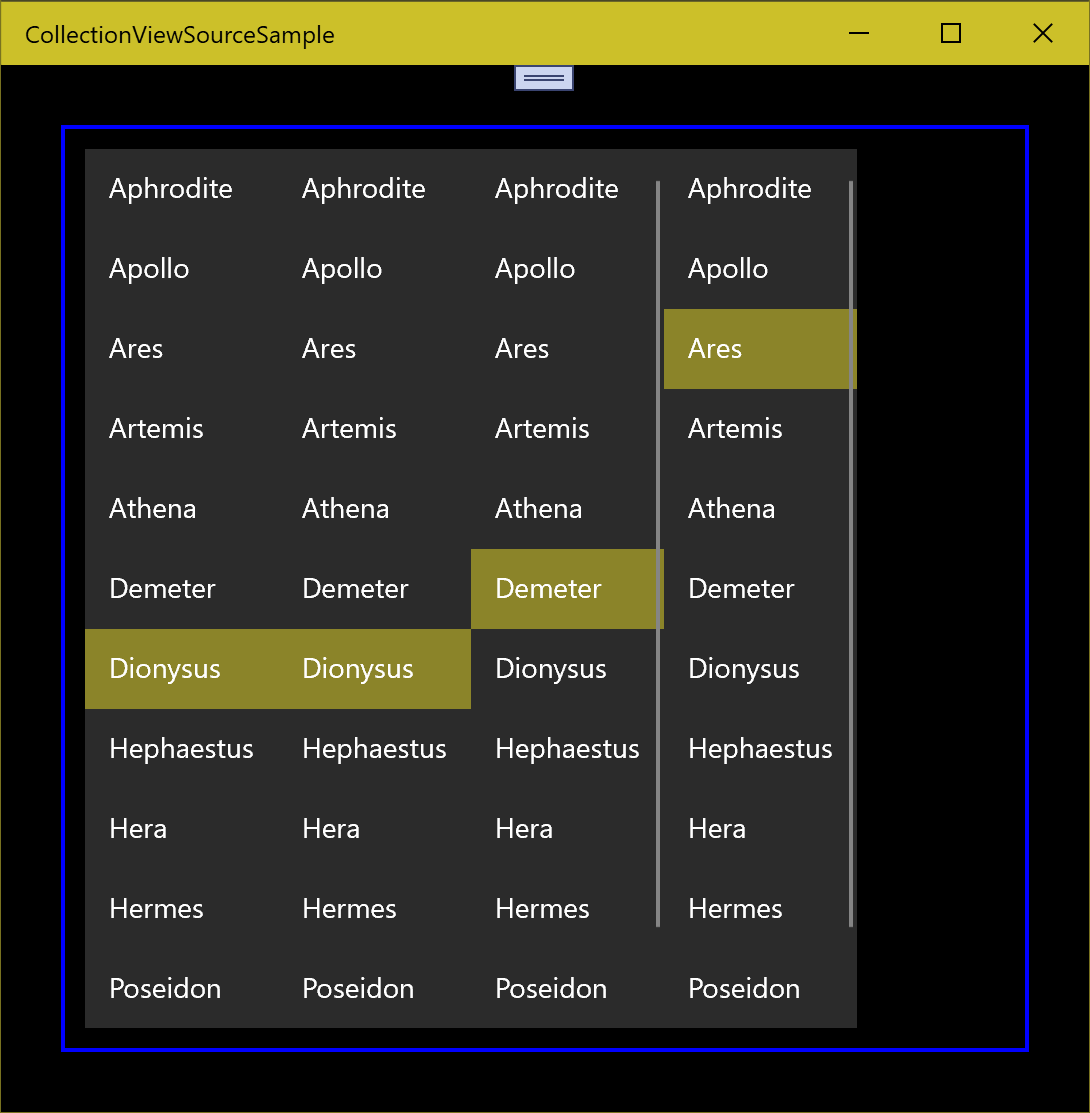 CollectionViewSourceSample
Aphrodite Aphrodite Aphrodite Aphrodite
Apollo Apollo Apollo Apollo
Ares Ares Ares Ares
Artemis Artemis Artemis Artemis
Athena Athena Athena Athena
Demeter Demeter Demeter Demeter
Dionysus Dionysus Dionysus Dionysus
Hephaestus Hephaestus Hephaestus Hephaestus
Hera Hera Hera Hera
Hermes Hermes Hermes Hermes
Poseidon Poseidon Poseidon Poseidon